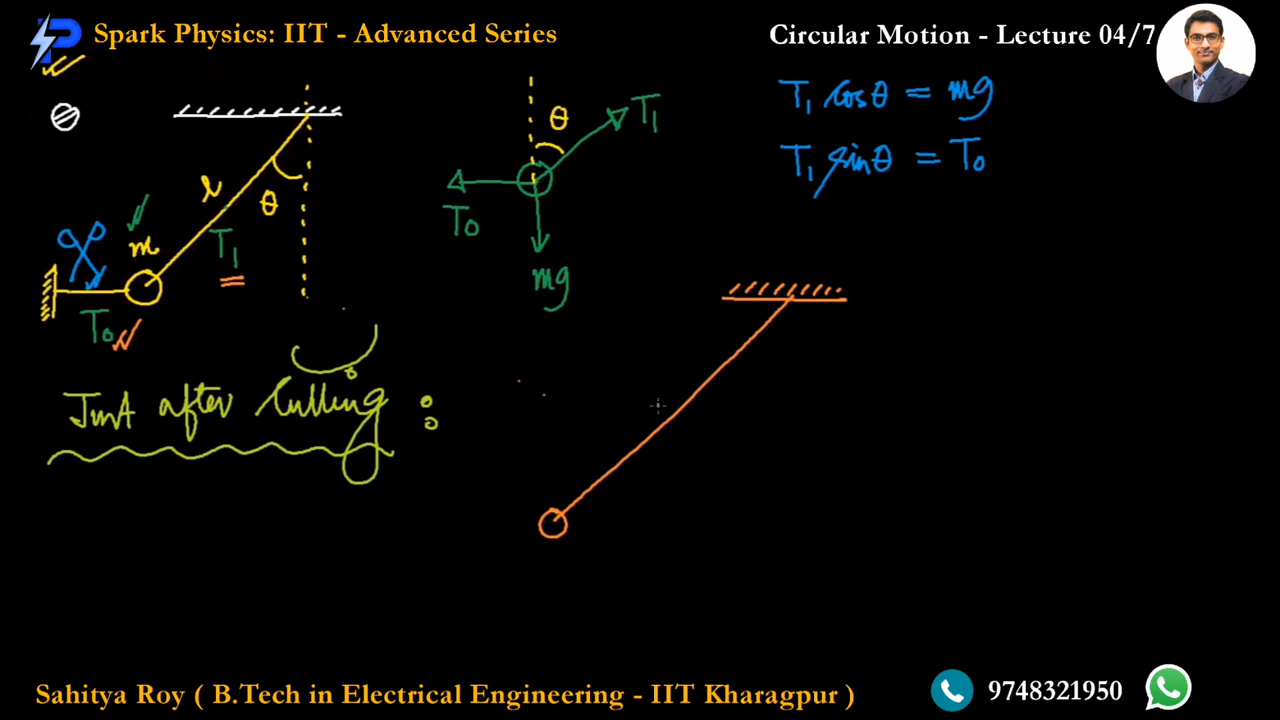 Spark Physics: IIT - Advanced Series
Circular Motion - Lecture 04/7
T₁ cosθ = mg
T₁ sinθ = T₀
θ
T₁
l
θ
m
T₁
T₀
mg
T₀
Just after Cutting :
Sahitya Roy ( B.Tech in Electrical Engineering - IIT Kharagpur )
9748321950